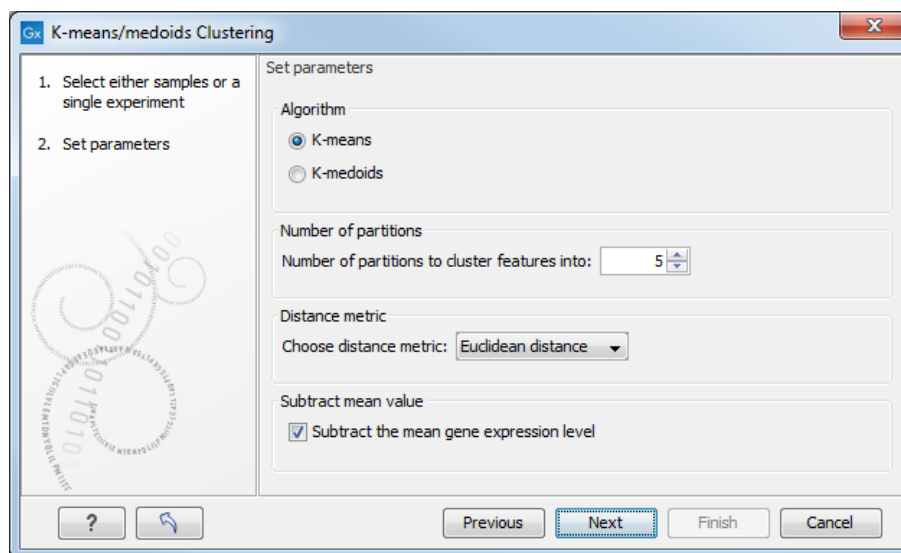 Gx K-means/medoids Clustering
1. Select either samples or a
single experiment
2. Set parameters
Set parameters
Algorithm
K-means
K-medoids
Number of partitions
Number of partitions to cluster features into: 5
Distance metric
Choose distance metric: Euclidean distance
Subtract mean value
Subtract the mean gene expression level
? Previous Next Finish Cancel